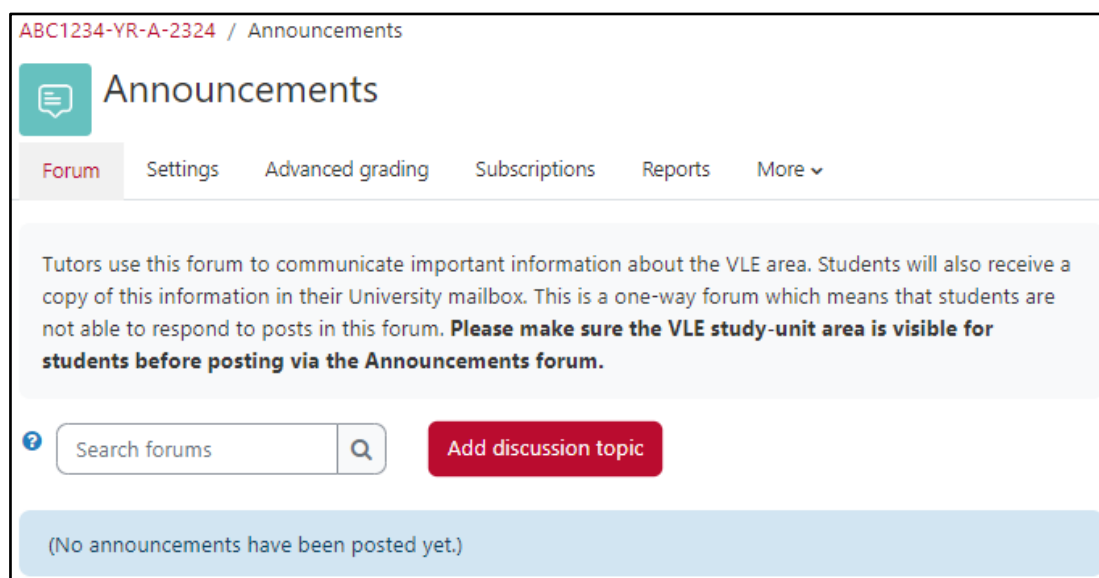 ABC1234-YR-A-2324 / Announcements
Announcements
Forum Settings Advanced grading Subscriptions Reports More
Tutors use this forum to communicate important information about the VLE area. Students will also receive a
copy of this information in their University mailbox. This is a one-way forum which means that students are
not able to respond to posts in this forum. Please make sure the VLE study-unit area is visible for
students before posting via the Announcements forum.
? Search forums Add discussion topic
(No announcements have been posted yet.)